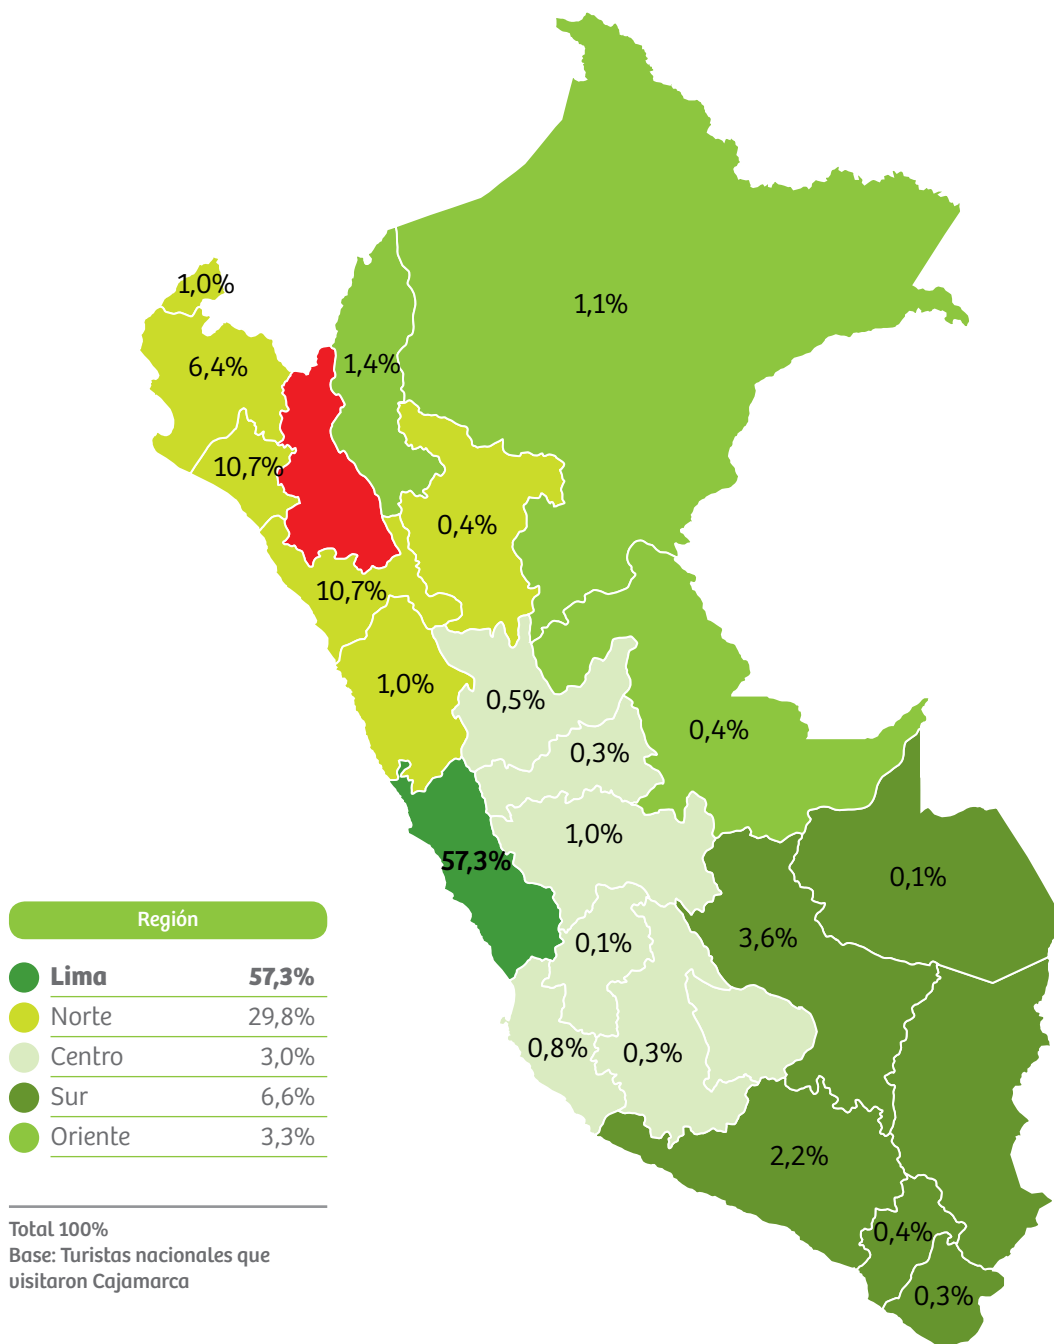 1,0%
1,1%
6,4%
1,4%
10,7%
0,4%
10,7%
1,0%
0,5%
0,4%
0,3%
1,0%
57,3%
0,1%
3,6%
0,1%
0,8%
0,3%
2,2%
0,4%
0,3%
Región
Lima 57,3%
Norte 29,8%
Centro 3,0%
Sur 6,6%
Oriente 3,3%
Total 100%
Base: Turistas nacionales que
visitaron Cajamarca